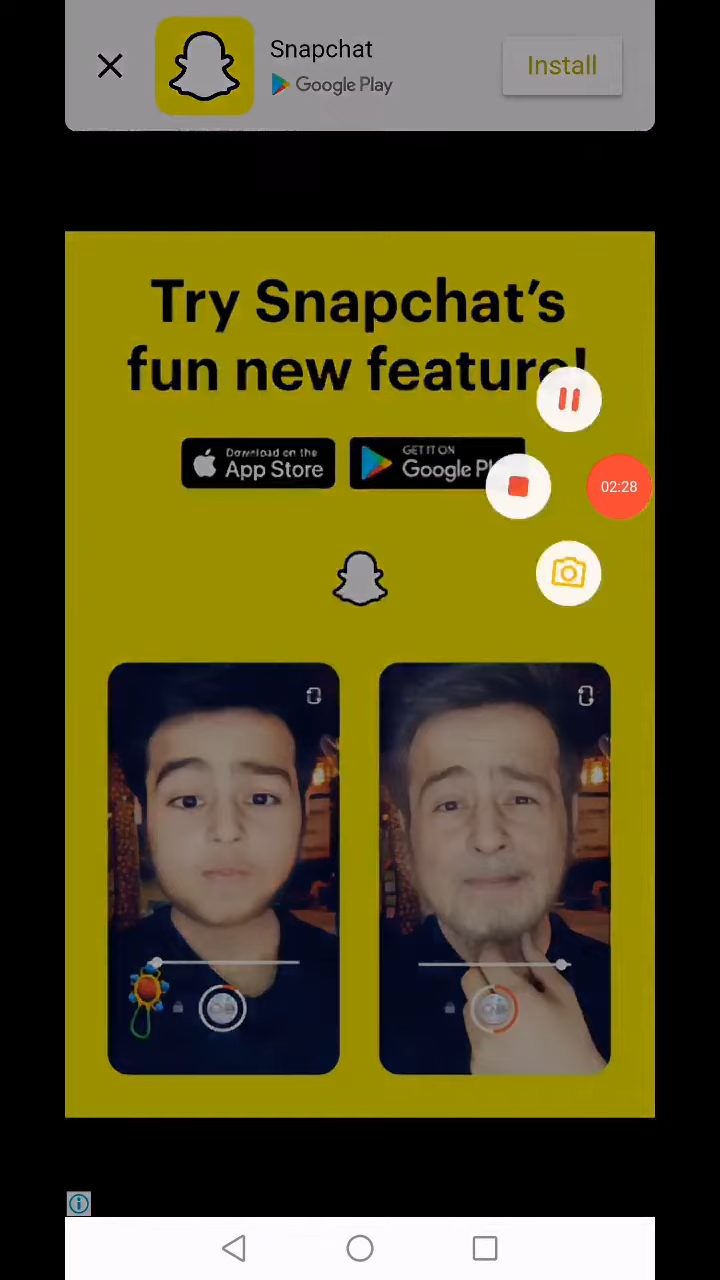 Snapchat
Google Play
Install
Try Snapchat's
fun new feature!
Download on the
App Store
GET IT ON
Google Pl
02:28